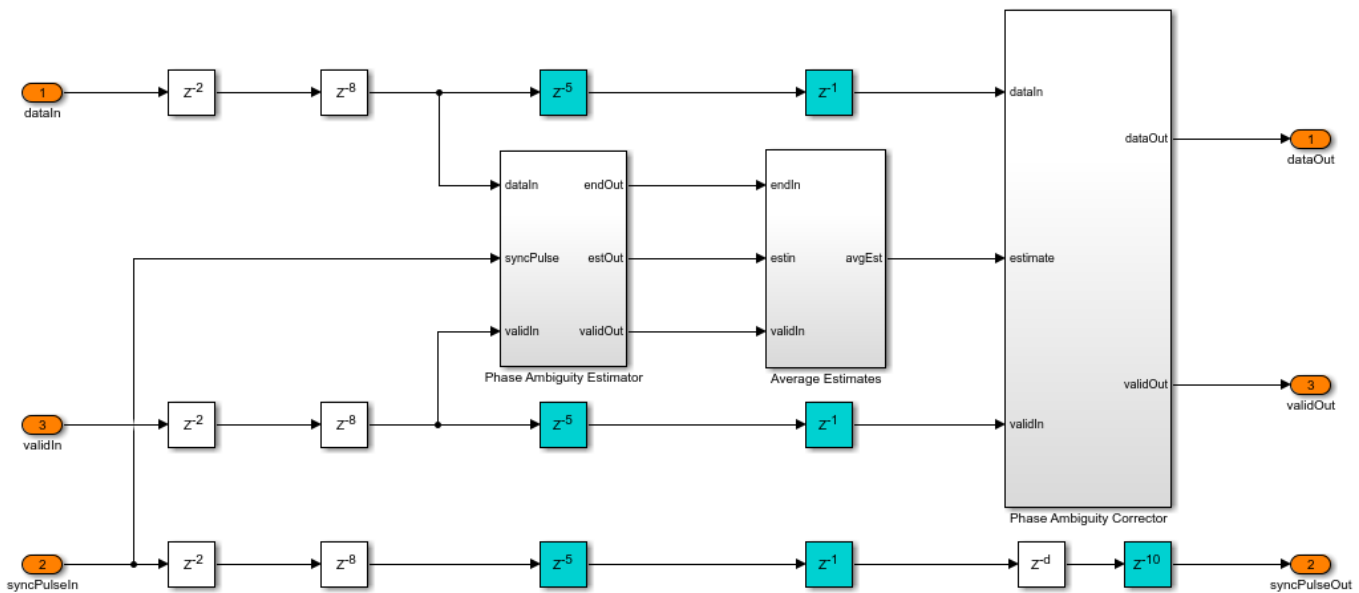 1
dataIn
z-2
z-8
z-5
z-1
dataIn
dataOut
1
dataOut
dataIn
endOut
endIn
syncPulse
estOut
estin
avgEst
estimate
validIn
validOut
validIn
Phase Ambiguity Estimator
Average Estimates
validOut
3
validOut
3
validIn
z-2
z-8
z-5
z-1
validIn
Phase Ambiguity Corrector
2
syncPulseIn
z-2
z-8
z-5
z-1
z-d
z-10
2
syncPulseOut